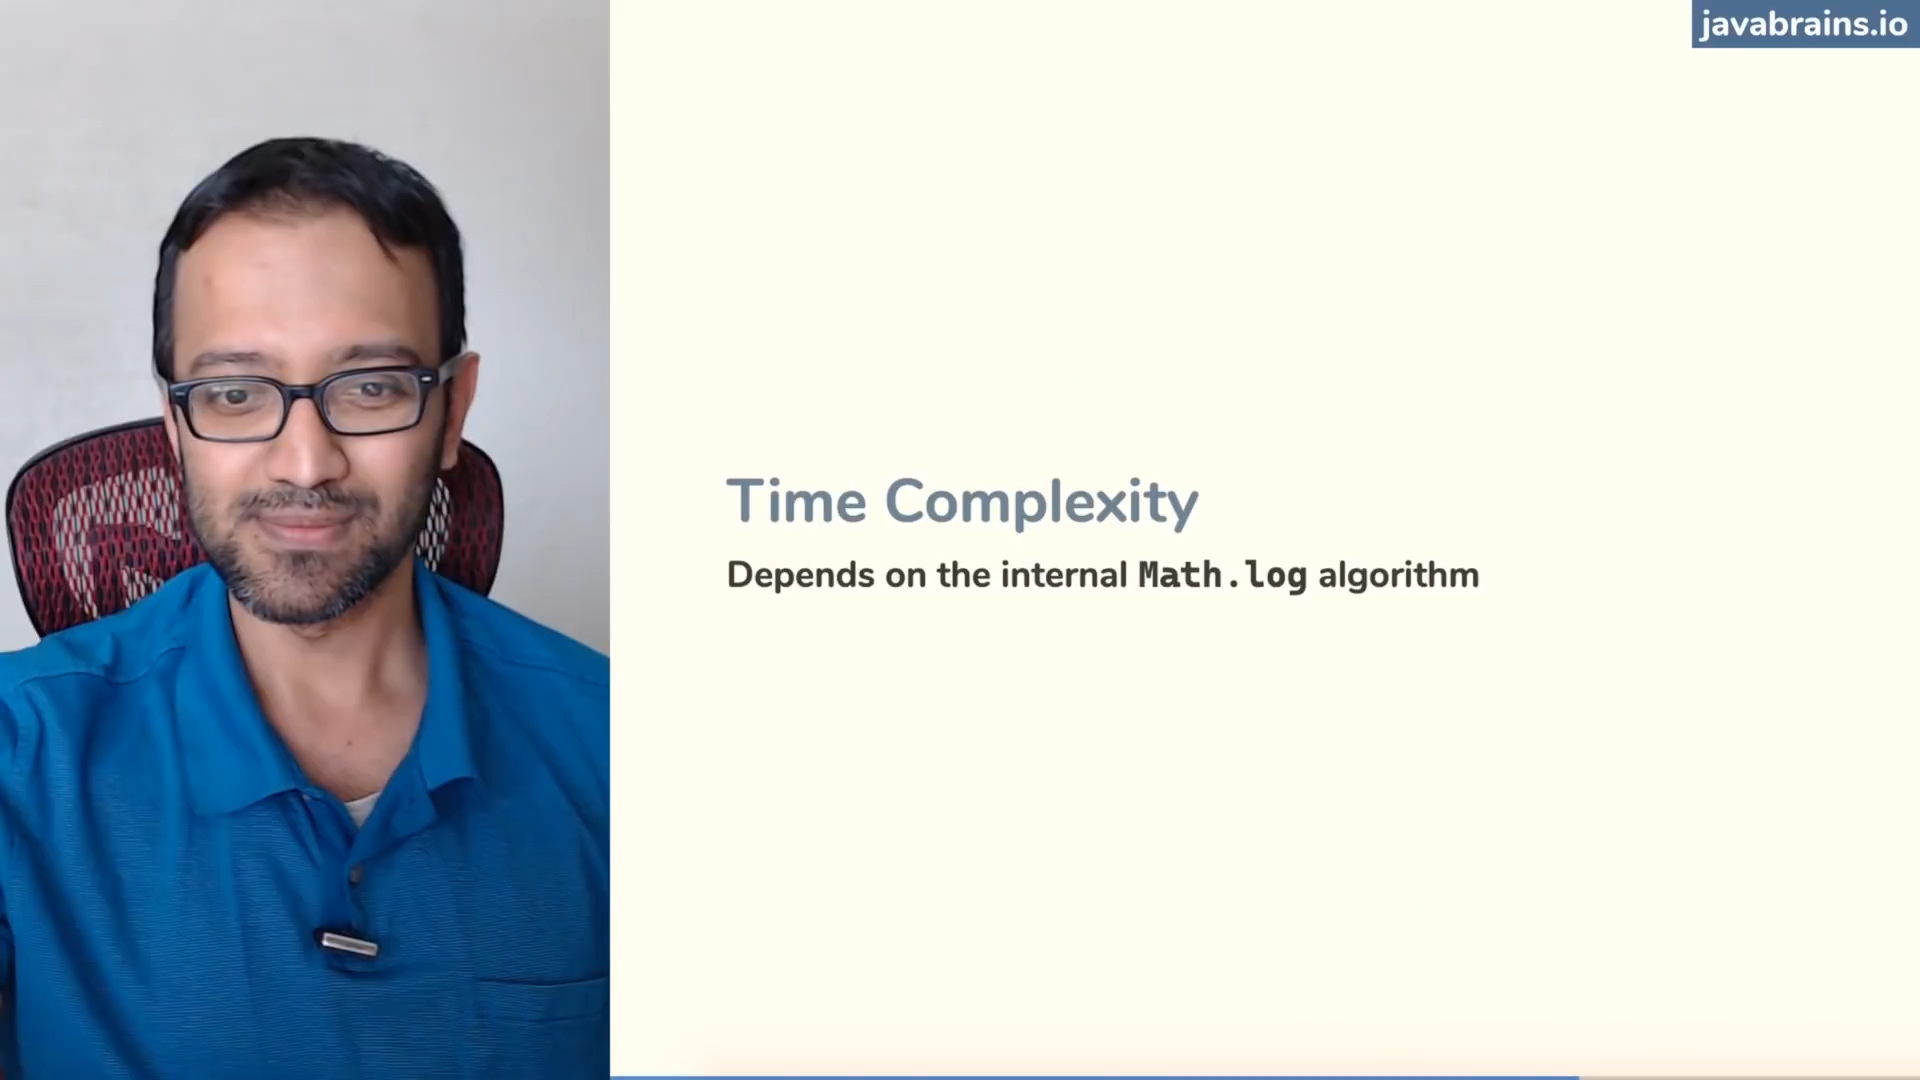 javabrains.io
Time Complexity
Depends on the internal Math.log algorithm